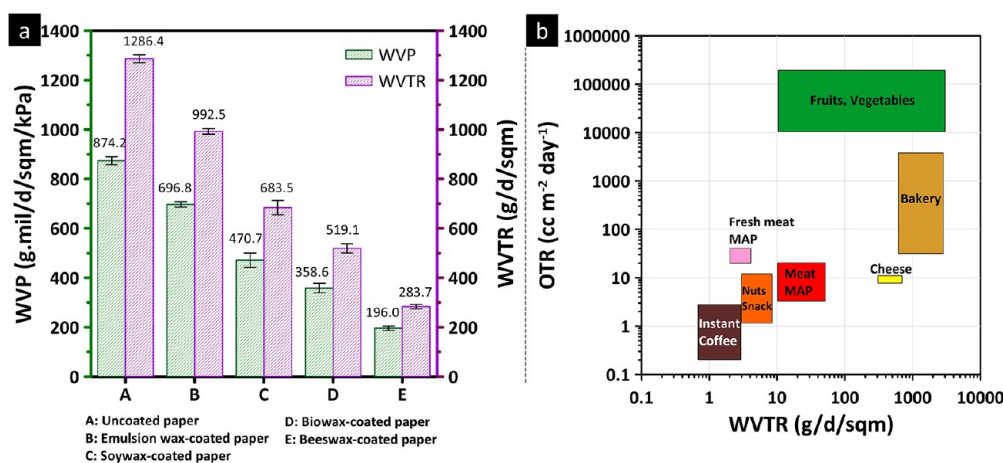 a
1400
1200
1000
800
600
400
200
0
WVP (g.mil/d/sqm/kPa)
1286.4
874.2
992.5
696.8
683.5
470.7
519.1
358.6
283.7
196.0
WVP
WVTR
A B C D E
1400
1200
1000
800
600
400
200
0
WVTR (g/d/sqm)
A: Uncoated paper
B: Emulsion wax-coated paper
C: Soywax-coated paper
D: Biowax-coated paper
E: Beeswax-coated paper
b
1000000
100000
10000
1000
100
10
1
0.1
OTR (cc m⁻² day⁻¹)
Fruits, Vegetables
Bakery
Fresh meat
MAP
Cheese
Meat
MAP
Nuts
Snack
Instant
Coffee
0.1 1 10 100 1000 10000
WVTR (g/d/sqm)